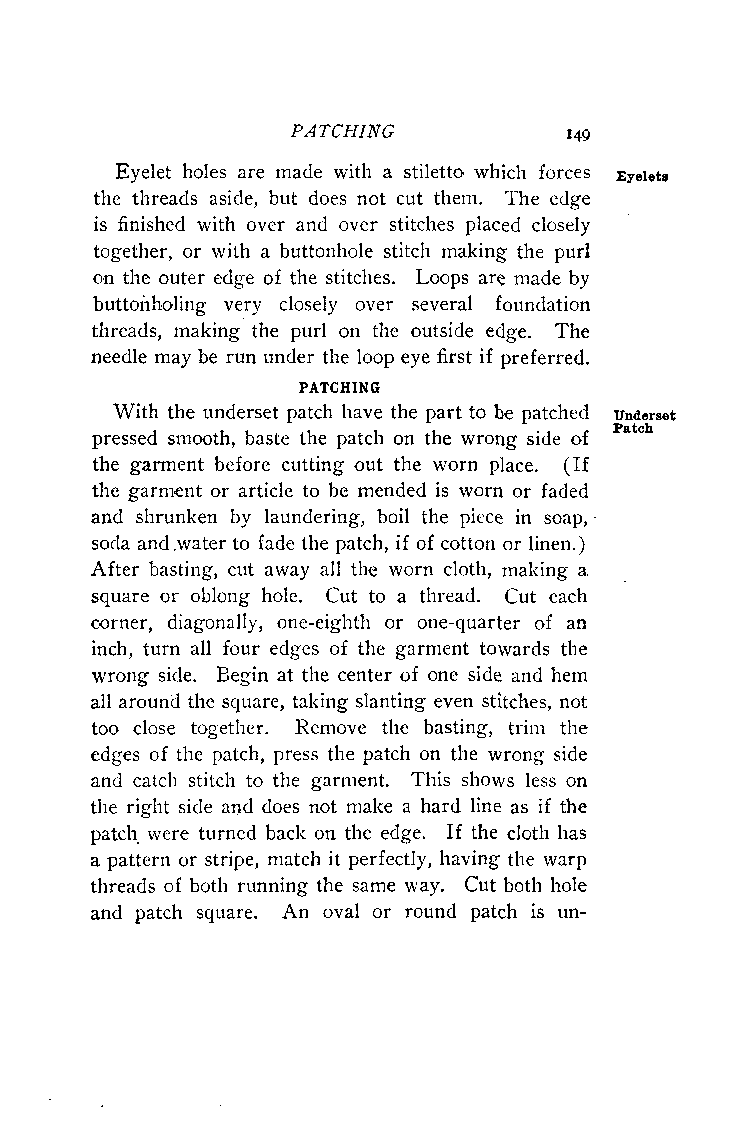 PATCHING 149
Eyelet holes are made with a stiletto which forces Eyelets
the threads aside, but does not cut them. The edge
is finished with over and over stitches placed closely
together, or with a buttonhole stitch making the purl
on the outer edge of the stitches. Loops are made by
buttonholing very closely over several foundation
threads, making the purl on the outside edge. The
needle may be run under the loop eye first if preferred.
PATCHING
With the underset patch have the part to be patched Underset
Patch
pressed smooth, baste the patch on the wrong side of
the garment before cutting out the worn place. (If
the garment or article to be mended is worn or faded
and shrunken by laundering, boil the piece in soap,
soda and water to fade the patch, if of cotton or linen.)
After basting, cut away all the worn cloth, making a
square or oblong hole. Cut to a thread. Cut each
corner, diagonally, one-eighth or one-quarter of an
inch, turn all four edges of the garment towards the
wrong side. Begin at the center of one side and hem
all around the square, taking slanting even stitches, not
too close together. Remove the basting, trim the
edges of the patch, press the patch on the wrong side
and catch stitch to the garment. This shows less on
the right side and does not make a hard line as if the
patch were turned back on the edge. If the cloth has
a pattern or stripe, match it perfectly, having the warp
threads of both running the same way. Cut both hole
and patch square. An oval or round patch is un-